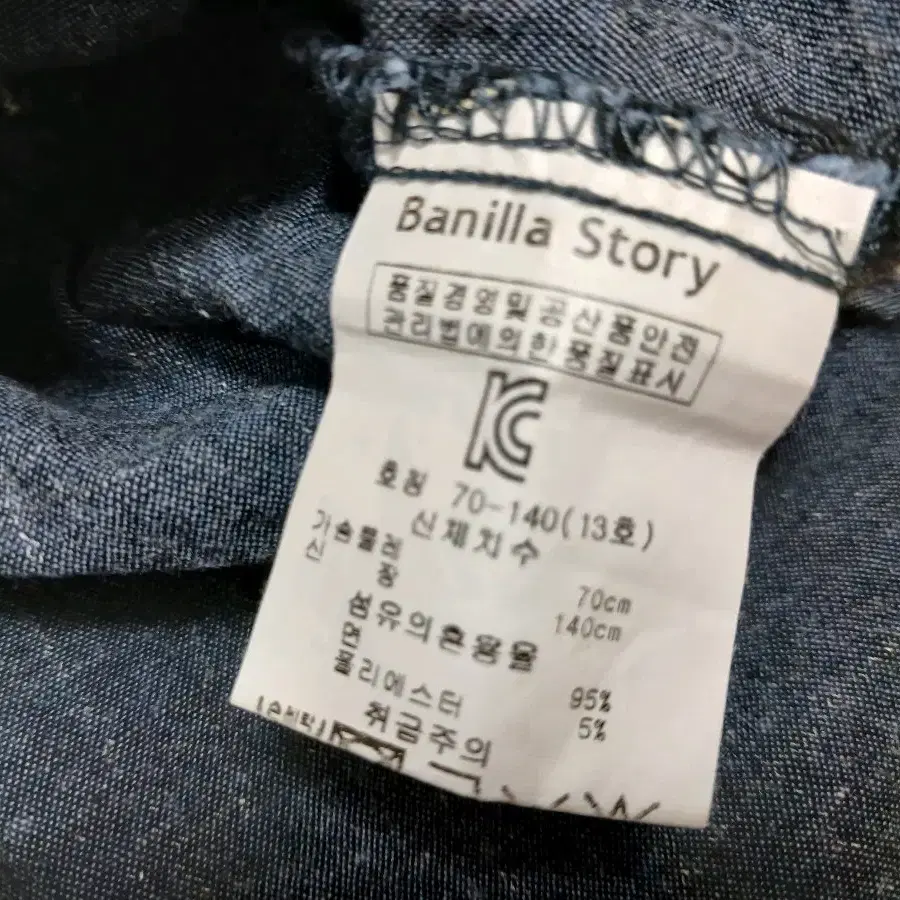 Banilla Story
품질경영및공산품안전
관리법에의한품질표시
호칭 70-140(13호)
신체치수
가슴둘레 70cm
신장 140cm
섬유의혼용율
면 95%
폴리에스터 5%
취급주의